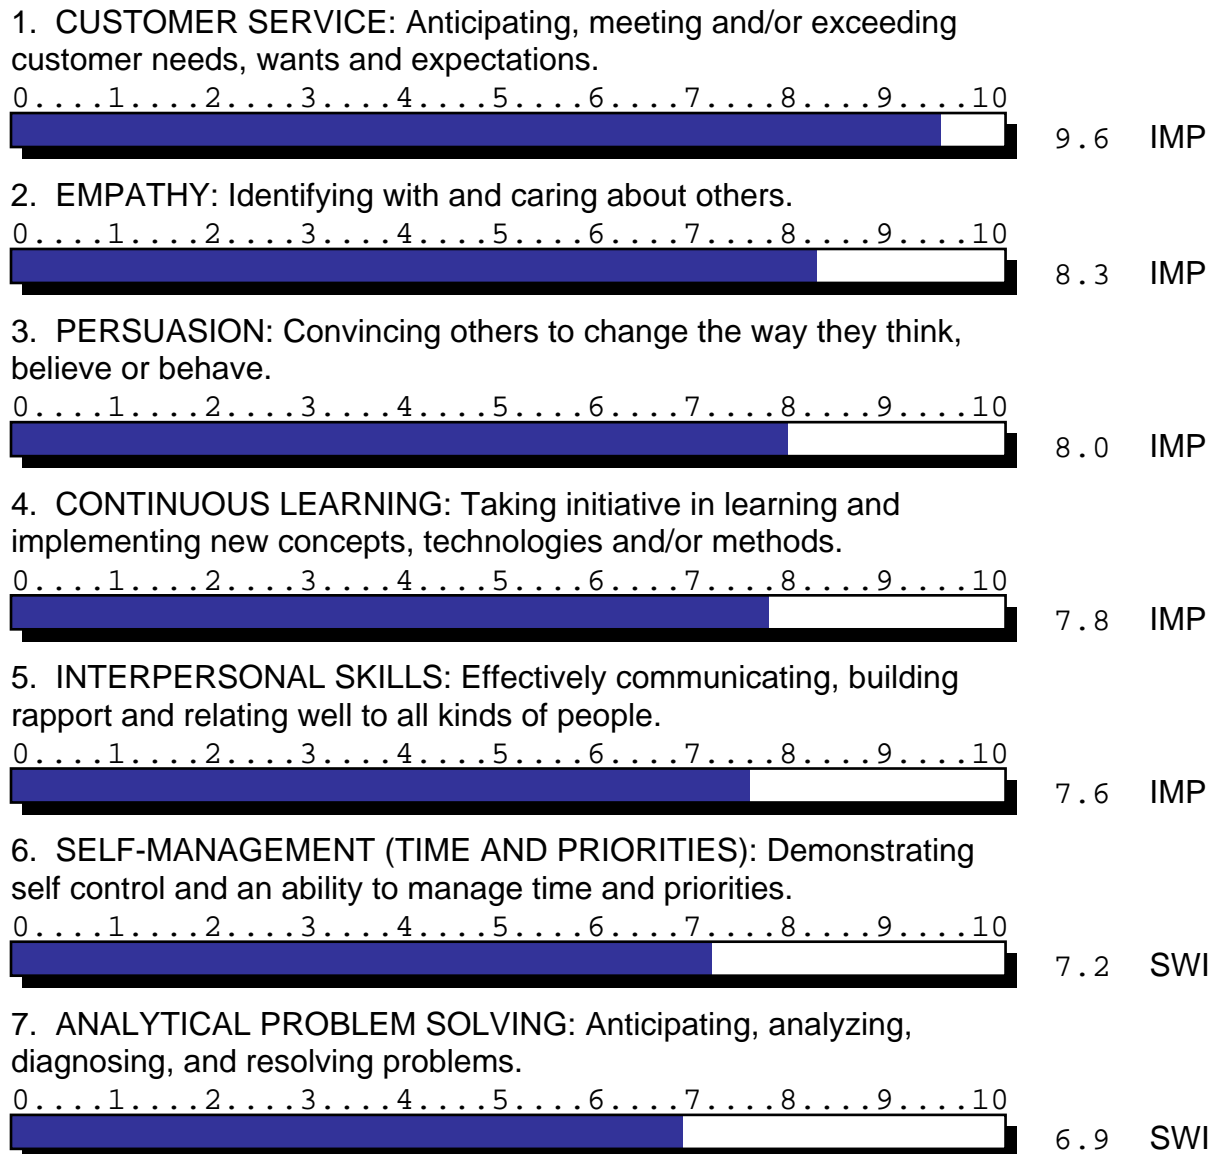 1. CUSTOMER SERVICE: Anticipating, meeting and/or exceeding
customer needs, wants and expectations.
0....1....2....3....4....5....6....7....8....9....10
9.6 IMP
2. EMPATHY: Identifying with and caring about others.
0....1....2....3....4....5....6....7....8....9....10
8.3 IMP
3. PERSUASION: Convincing others to change the way they think,
believe or behave.
0....1....2....3....4....5....6....7....8....9....10
8.0 IMP
4. CONTINUOUS LEARNING: Taking initiative in learning and
implementing new concepts, technologies and/or methods.
0....1....2....3....4....5....6....7....8....9....10
7.8 IMP
5. INTERPERSONAL SKILLS: Effectively communicating, building
rapport and relating well to all kinds of people.
0....1....2....3....4....5....6....7....8....9....10
7.6 IMP
6. SELF-MANAGEMENT (TIME AND PRIORITIES): Demonstrating
self control and an ability to manage time and priorities.
0....1....2....3....4....5....6....7....8....9....10
7.2 SWI
7. ANALYTICAL PROBLEM SOLVING: Anticipating, analyzing,
diagnosing, and resolving problems.
0....1....2....3....4....5....6....7....8....9....10
6.9 SWI